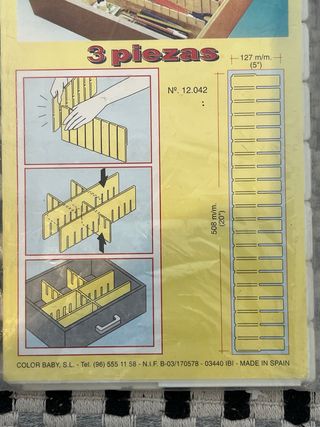 3 piezas
127 m/m.
(5")
Nº. 12.042
508 m/m.
(20")
COLOR BABY, S.L. - Tel. (96) 555 11 58 - N.I.F. B-03/170578 - 03440 IBI - MADE IN SPAIN